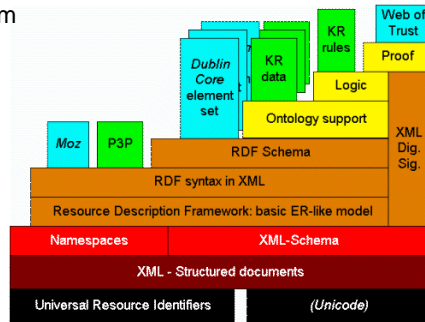 m
Web of
Trust
KR
rules
Proof
Dublin
Core
element
set
KR
data
Logic
Ontology support
XML
Dig.
Sig.
Moz
P3P
RDF Schema
RDF syntax in XML
Resource Description Framework: basic ER-like model
Namespaces
XML-Schema
XML - Structured documents
Universal Resource Identifiers
(Unicode)